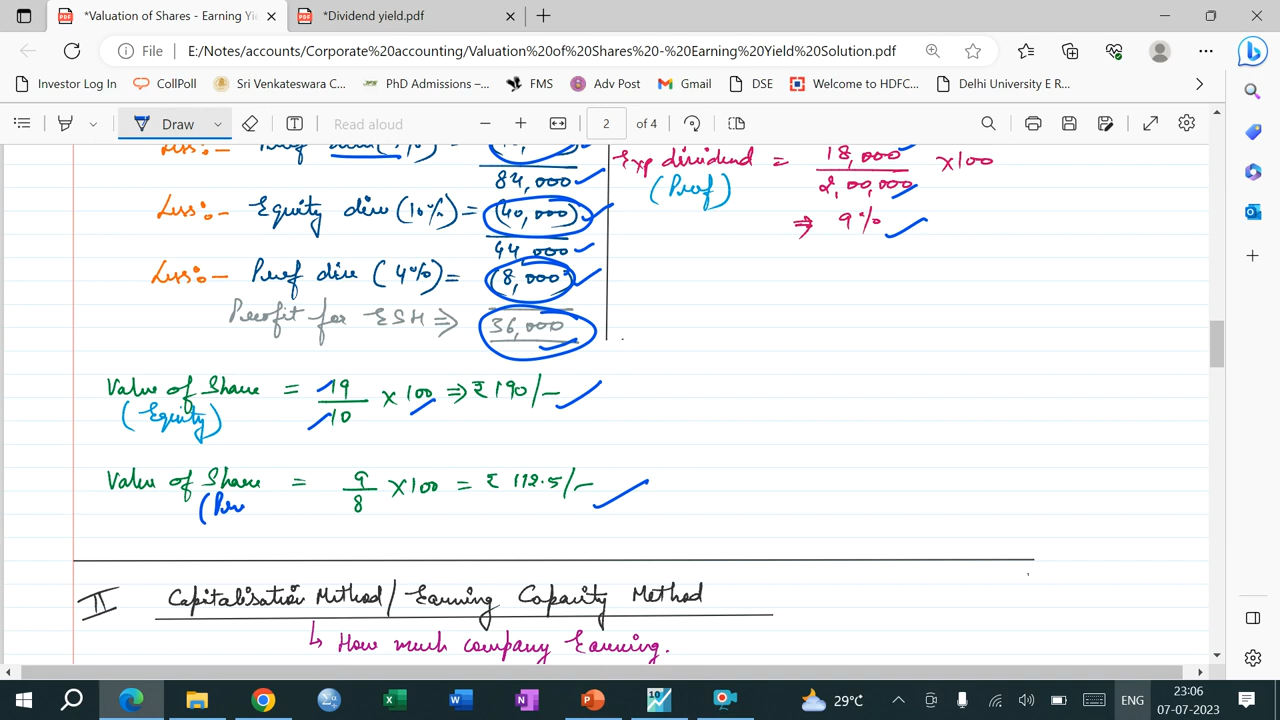 *Valuation of Shares - Earning Yi
*Dividend yield.pdf
File
E:/Notes/accounts/Corporate%20accounting/Valuation%20of%20Shares%20-%20Earning%20Yield%20Solution.pdf
Investor Log In
CollPoll
Sri Venkateswara C...
PhD Admissions –...
FMS
Adv Post
Gmail
DSE
Welcome to HDFC...
Delhi University E R...
Draw
Read aloud
2 of 4
Less:-
84,000
Less:- Equity div (10%) = (40,000)
44,000
Less:- Pref div (4%) = (8,000)
Profit for ESH ⇒ 36,000
Exp dividend = 18,000 / 2,00,000 ×100
(Pref)
⇒ 9%
Value of Share = 19/10 × 100 ⇒ ₹190/-
(Equity)
Value of Share = 9/8 ×100 = ₹ 112.5/-
II Capitalisation Method/ Earning Capacity Method
↳ How much company Earning.
29°C
ENG
23:06
07-07-2023